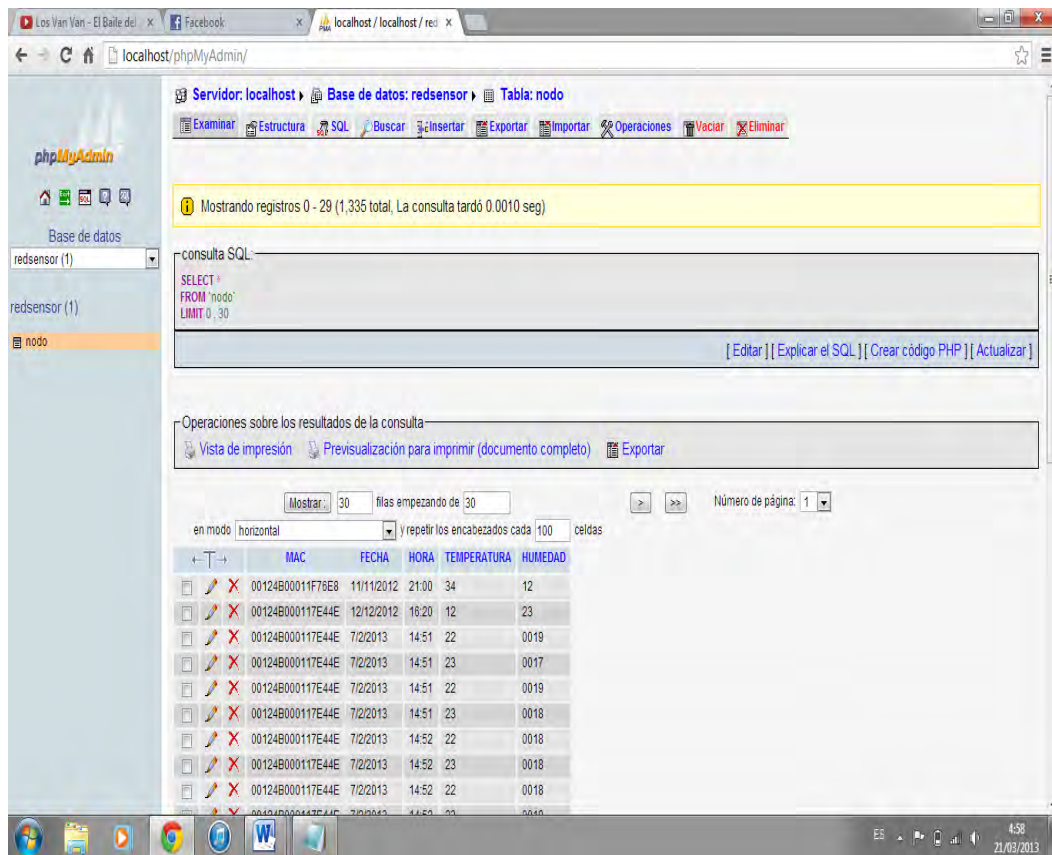 Los Van Van - El Baile del
Facebook
localhost / localhost / red
localhost/phpMyAdmin/
phpMyAdmin
Base de datos
redsensor (1)
redsensor (1)
nodo
Servidor: localhost Base de datos: redsensor Tabla: nodo
Examinar Estructura SQL Buscar Insertar Exportar Importar Operaciones Vaciar Eliminar
Mostrando registros 0 - 29 (1,335 total, La consulta tardó 0.0010 seg)
consulta SQL:
SELECT *
FROM `nodo`
LIMIT 0 , 30
[ Editar ] [ Explicar el SQL ] [ Crear código PHP ] [ Actualizar ]
Operaciones sobre los resultados de la consulta
Vista de impresión Previsualización para imprimir (documento completo) Exportar
Mostrar : 30 filas empezando de 30 > >> Número de página: 1
en modo horizontal y repetir los encabezados cada 100 celdas
←T→ MAC FECHA HORA TEMPERATURA HUMEDAD
00124B00011F76E8 11/11/2012 21:00 34 12
00124B000117E44E 12/12/2012 16:20 12 23
00124B000117E44E 7/2/2013 14:51 22 0019
00124B000117E44E 7/2/2013 14:51 23 0017
00124B000117E44E 7/2/2013 14:51 22 0019
00124B000117E44E 7/2/2013 14:51 23 0018
00124B000117E44E 7/2/2013 14:52 22 0018
00124B000117E44E 7/2/2013 14:52 23 0018
00124B000117E44E 7/2/2013 14:52 22 0018
ES 4:58
21/03/2013